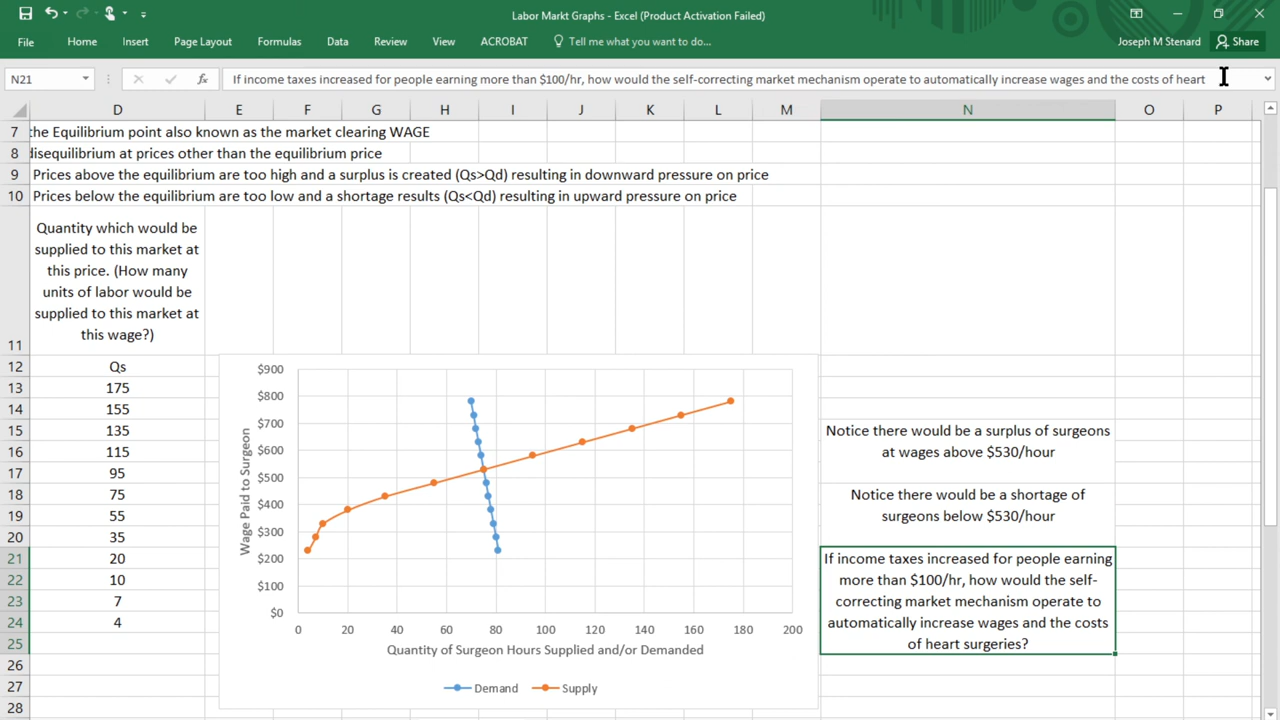 Labor Markt Graphs - Excel (Product Activation Failed)
File Home Insert Page Layout Formulas Data Review View ACROBAT Tell me what you want to do... Joseph M Stenard Share
N21 fx If income taxes increased for people earning more than $100/hr, how would the self-correcting market mechanism operate to automatically increase wages and the costs of heart
D E F G H I J K L M N O P
7 the Equilibrium point also known as the market clearing WAGE
8 disequilibrium at prices other than the equilibrium price
9 Prices above the equilibrium are too high and a surplus is created (Qs>Qd) resulting in downward pressure on price
10 Prices below the equilibrium are too low and a shortage results (Qs<Qd) resulting in upward pressure on price
Quantity which would be
supplied to this market at
this price. (How many
units of labor would be
supplied to this market at
this wage?)
11
12 Qs
13 175
14 155
15 135
16 115
17 95
18 75
19 55
20 35
21 20
22 10
23 7
24 4
25
26
27
28
Wage Paid to Surgeon
$900
$800
$700
$600
$500
$400
$300
$200
$100
$0
0 20 40 60 80 100 120 140 160 180 200
Quantity of Surgeon Hours Supplied and/or Demanded
Demand Supply
Notice there would be a surplus of surgeons
at wages above $530/hour
Notice there would be a shortage of
surgeons below $530/hour
If income taxes increased for people earning
more than $100/hr, how would the self-
correcting market mechanism operate to
automatically increase wages and the costs
of heart surgeries?